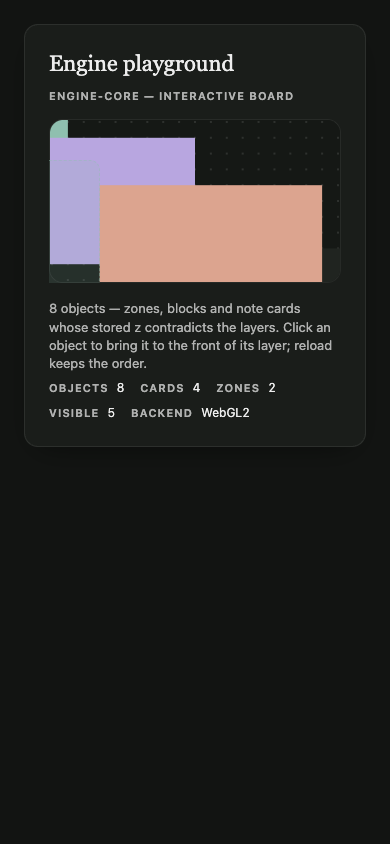 Engine playground
ENGINE-CORE — INTERACTIVE BOARD
8 objects — zones, blocks and note cards
whose stored z contradicts the layers. Click an
object to bring it to the front of its layer; reload
keeps the order.
OBJECTS 8 CARDS 4 ZONES 2
VISIBLE 5 BACKEND WebGL2